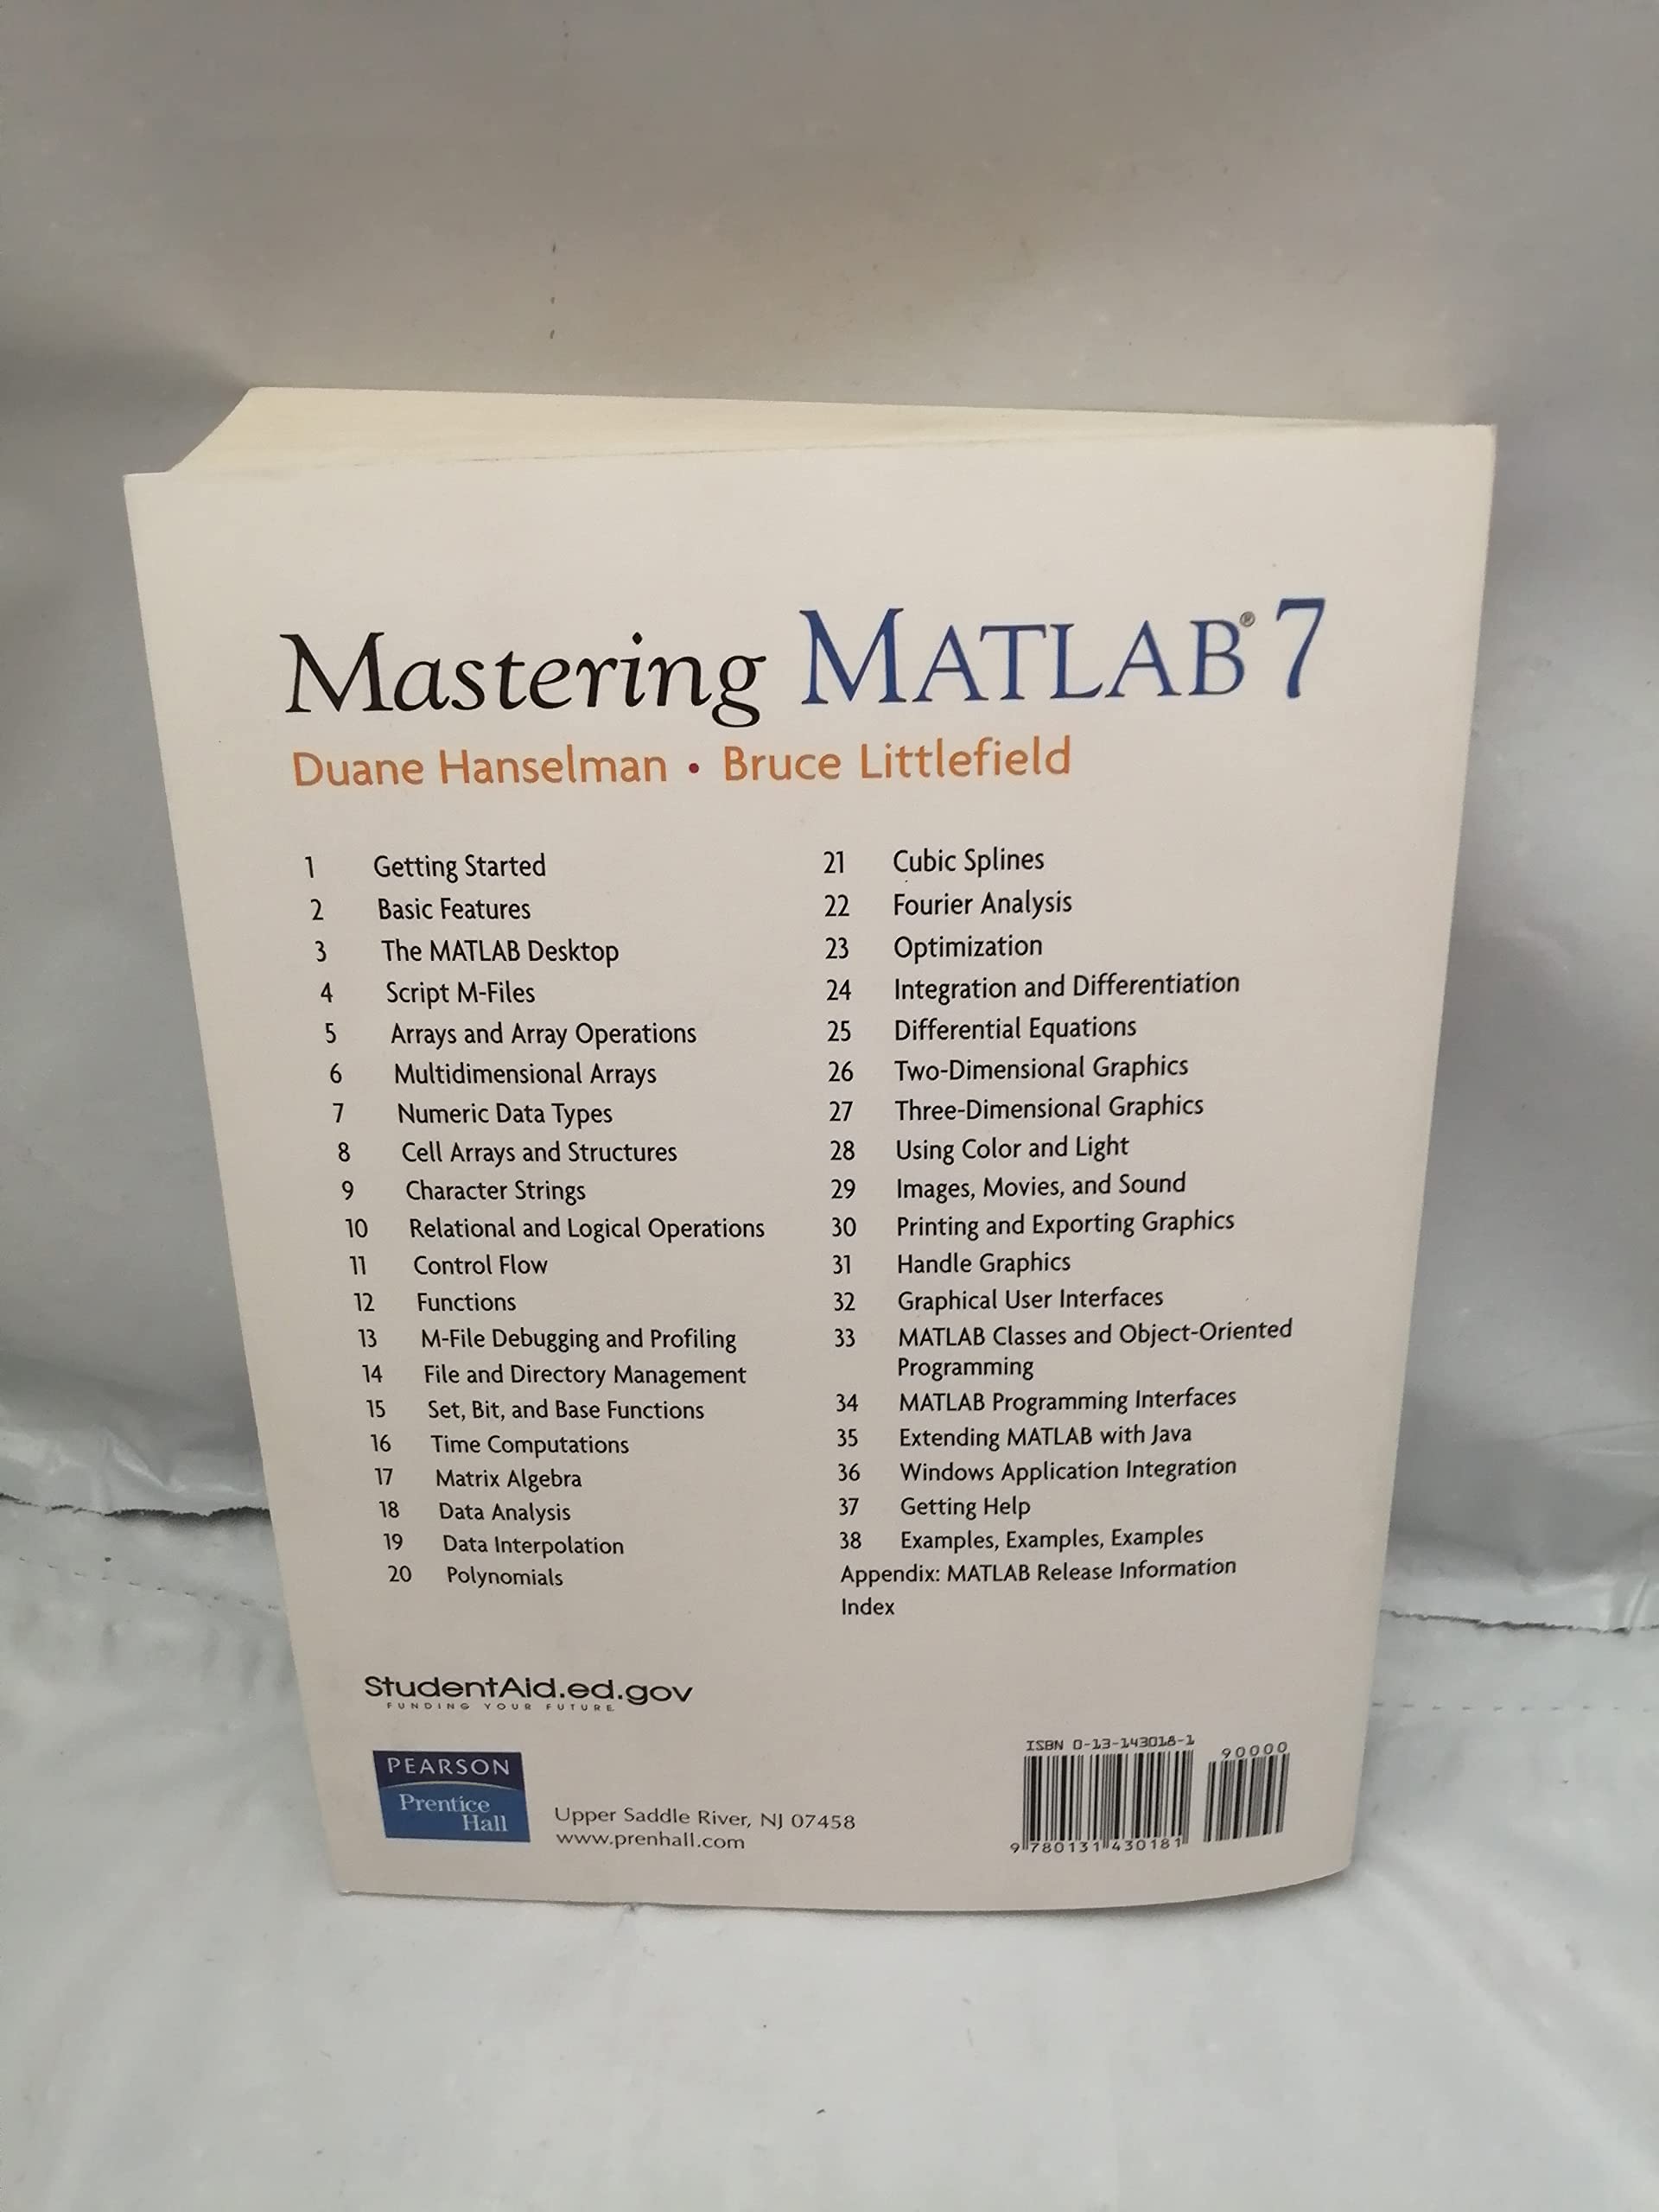 Mastering MATLAB® 7
Duane Hanselman • Bruce Littlefield
1 Getting Started
2 Basic Features
3 The MATLAB Desktop
4 Script M-Files
5 Arrays and Array Operations
6 Multidimensional Arrays
7 Numeric Data Types
8 Cell Arrays and Structures
9 Character Strings
10 Relational and Logical Operations
11 Control Flow
12 Functions
13 M-File Debugging and Profiling
14 File and Directory Management
15 Set, Bit, and Base Functions
16 Time Computations
17 Matrix Algebra
18 Data Analysis
19 Data Interpolation
20 Polynomials
21 Cubic Splines
22 Fourier Analysis
23 Optimization
24 Integration and Differentiation
25 Differential Equations
26 Two-Dimensional Graphics
27 Three-Dimensional Graphics
28 Using Color and Light
29 Images, Movies, and Sound
30 Printing and Exporting Graphics
31 Handle Graphics
32 Graphical User Interfaces
33 MATLAB Classes and Object-Oriented
Programming
34 MATLAB Programming Interfaces
35 Extending MATLAB with Java
36 Windows Application Integration
37 Getting Help
38 Examples, Examples, Examples
Appendix: MATLAB Release Information
Index
StudentAid.ed.gov
FUNDING YOUR FUTURE
PEARSON
Prentice
Hall
Upper Saddle River, NJ 07458
www.prenhall.com
ISBN 0-13-143018-1
90000
9 780131 430181